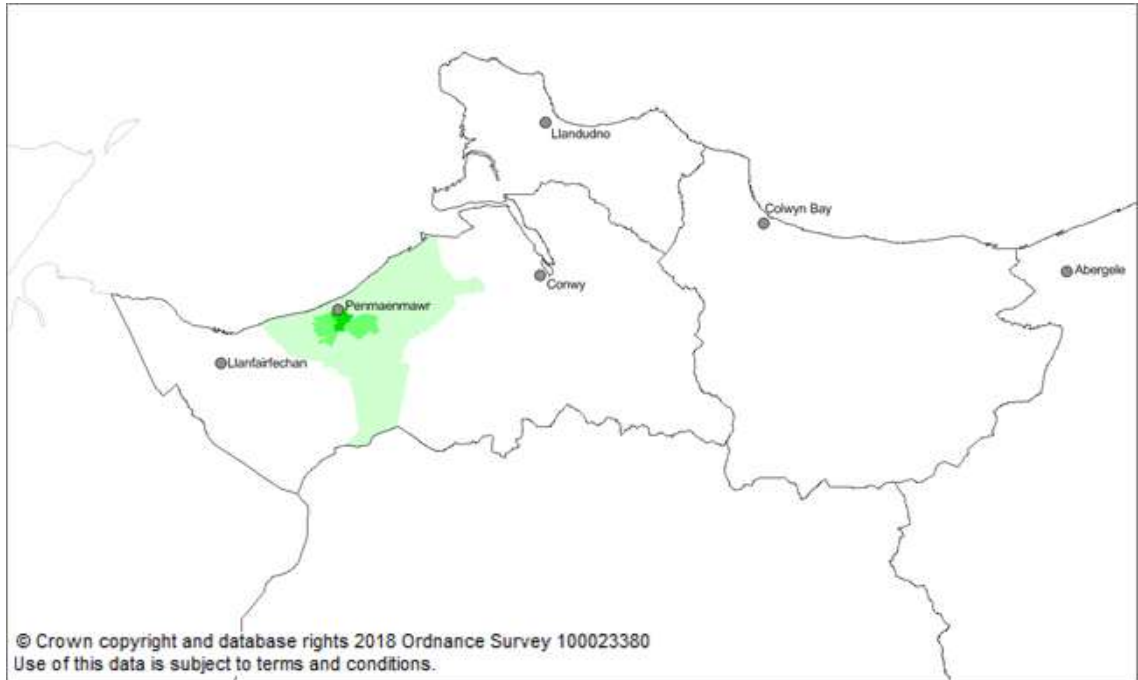 Llandudno
Colwyn Bay
Abergele
Conwy
Penmaenmawr
Llanfairfechan
© Crown copyright and database rights 2018 Ordnance Survey 100023380
Use of this data is subject to terms and conditions.